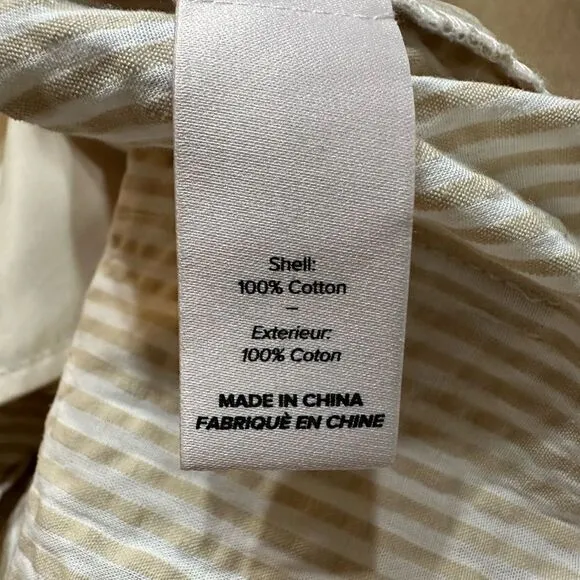 Shell:
100% Cotton
–
Exterieur:
100% Coton
MADE IN CHINA
FABRIQUÈ EN CHINE